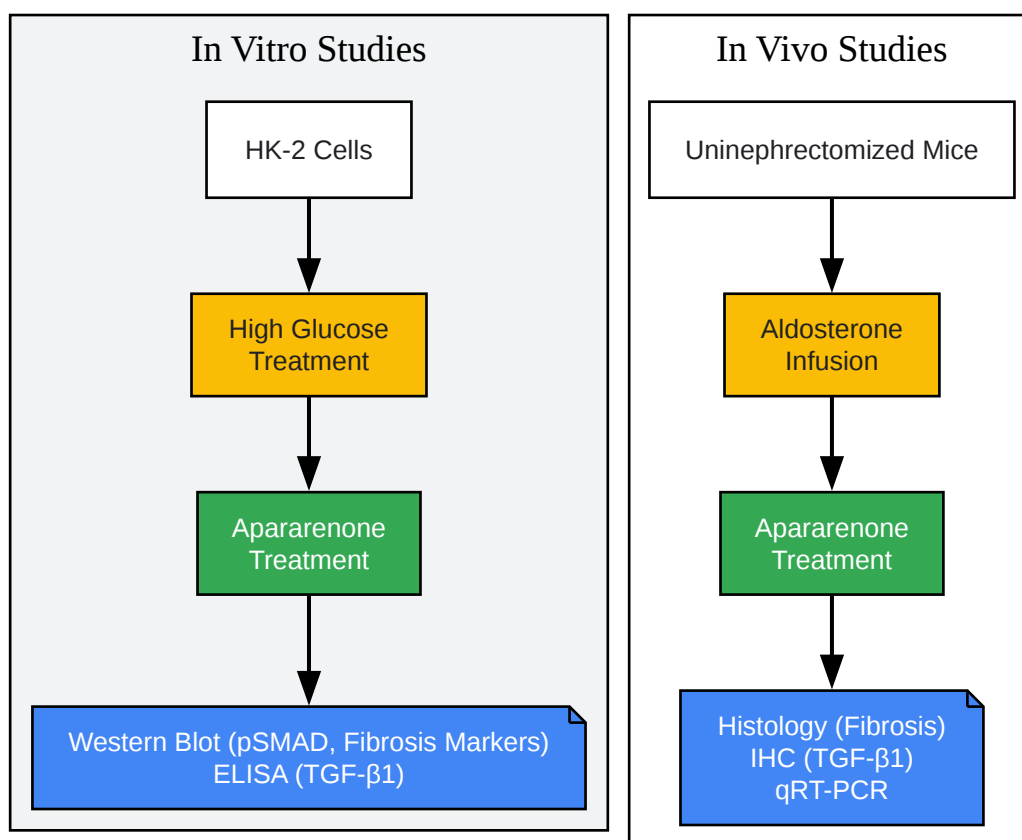 In Vitro Studies
HK-2 Cells
High Glucose
Treatment
Apararenone
Treatment
Western Blot (pSMAD, Fibrosis Markers)
ELISA (TGF-β1)
In Vivo Studies
Uninephrectomized Mice
Aldosterone
Infusion
Apararenone
Treatment
Histology (Fibrosis)
IHC (TGF-β1)
qRT-PCR